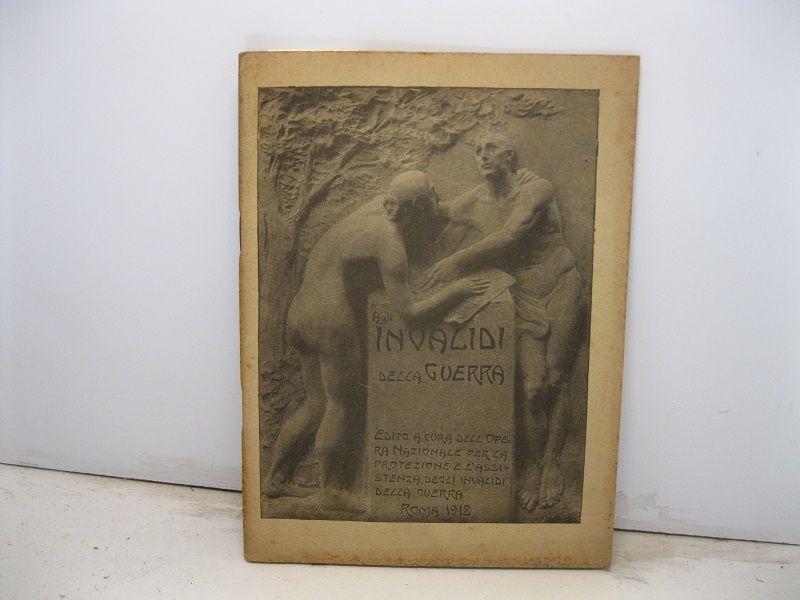 Agli
INVALIDI
DELLA GUERRA
EDITO A CURA DELL'OPE-
RA NAZIONALE PER LA
PROTEZIONE E L'ASSI-
STENZA DEGLI INVALIDI
DELLA GUERRA
ROMA 1918